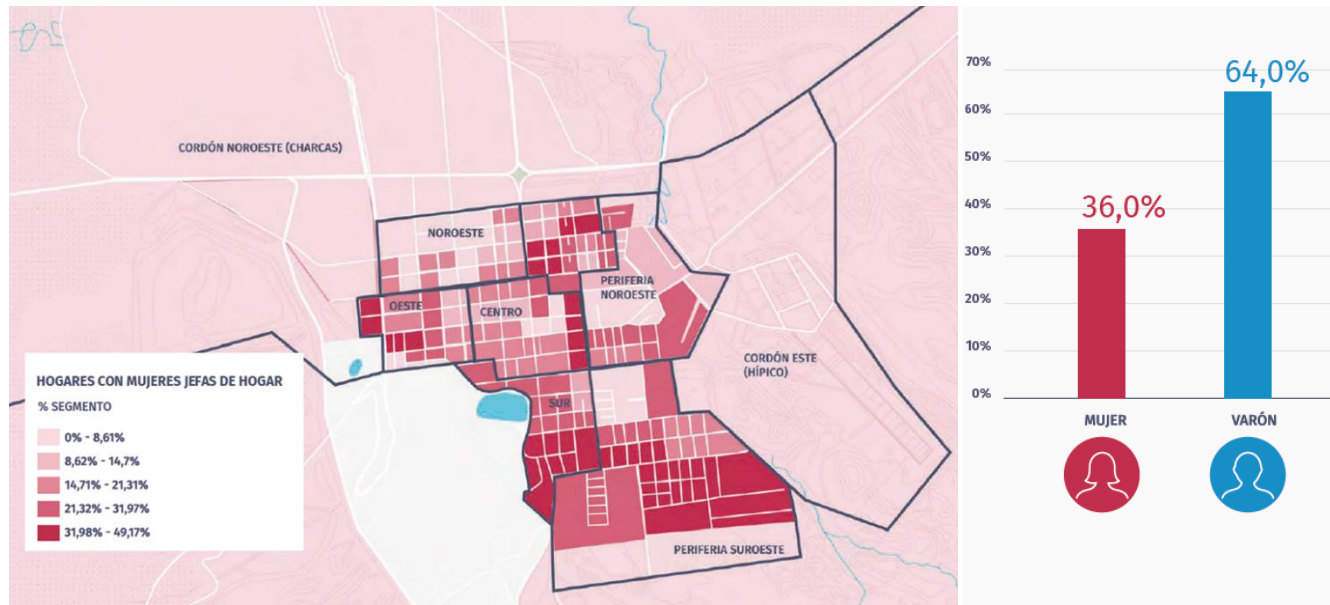 CORDÓN NOROESTE (CHARCAS)
NOROESTE
PERIFERIA
NOROESTE
OESTE
CENTRO
CORDÓN ESTE
(HÍPICO)
SUR
PERIFERIA SUROESTE
HOGARES CON MUJERES JEFAS DE HOGAR
% SEGMENTO
0% - 8,61%
8,62% - 14,7%
14,71% - 21,31%
21,32% - 31,97%
31,98% - 49,17%
70%
60%
50%
40%
30%
20%
10%
0%
36,0%
64,0%
MUJER
VARÓN